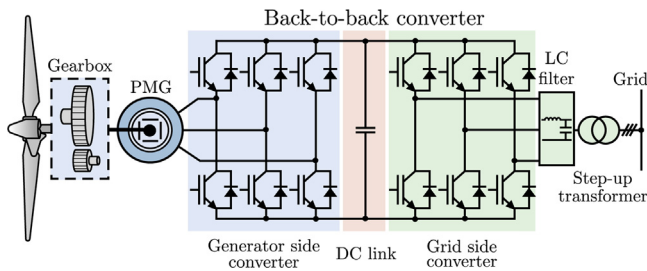 Back-to-back converter
Gearbox
PMG
LC
filter
Grid
Step-up
transformer
Generator side
converter
DC link
Grid side
converter